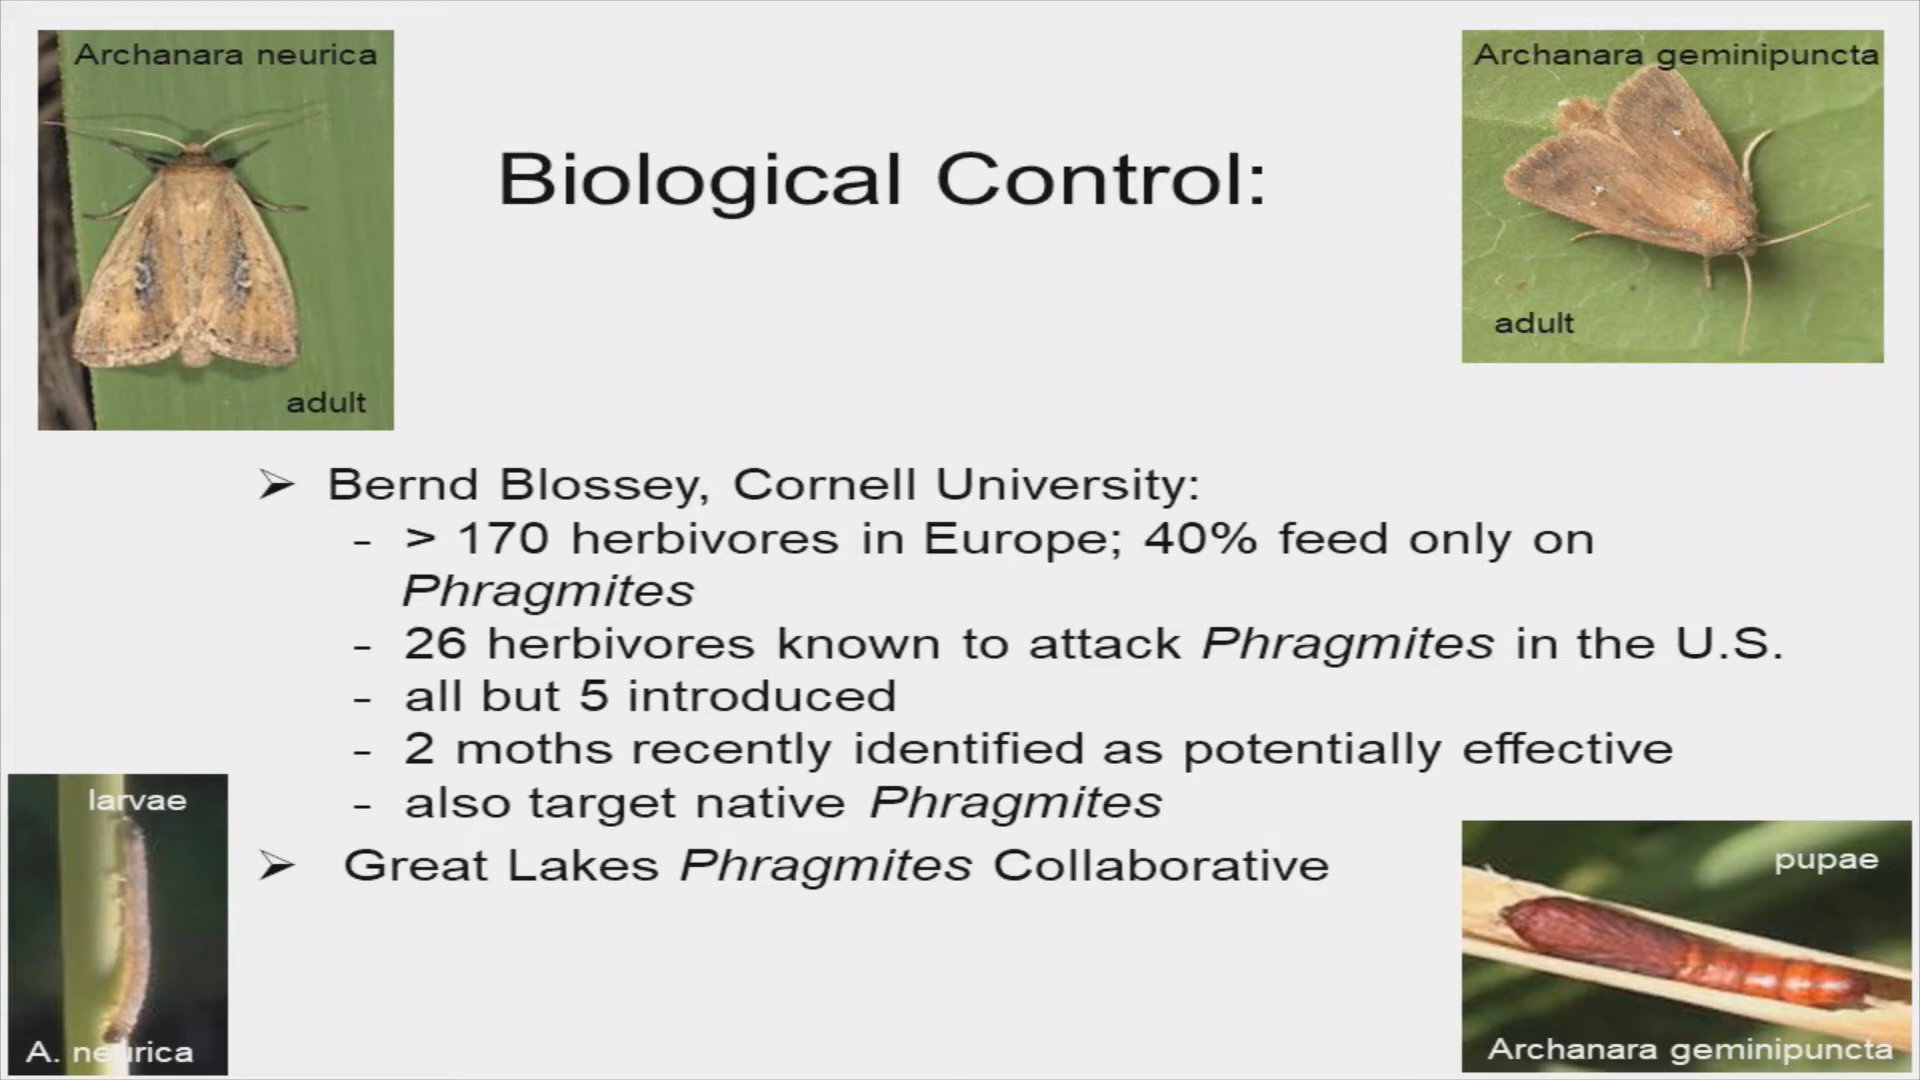 Archanara neurica
Archanara geminipuncta
Biological Control:
adult
adult
➢ Bernd Blossey, Cornell University:
- > 170 herbivores in Europe; 40% feed only on
Phragmites
- 26 herbivores known to attack Phragmites in the U.S.
- all but 5 introduced
- 2 moths recently identified as potentially effective
- also target native Phragmites
➢ Great Lakes Phragmites Collaborative
larvae
A. neurica
pupae
Archanara geminipuncta